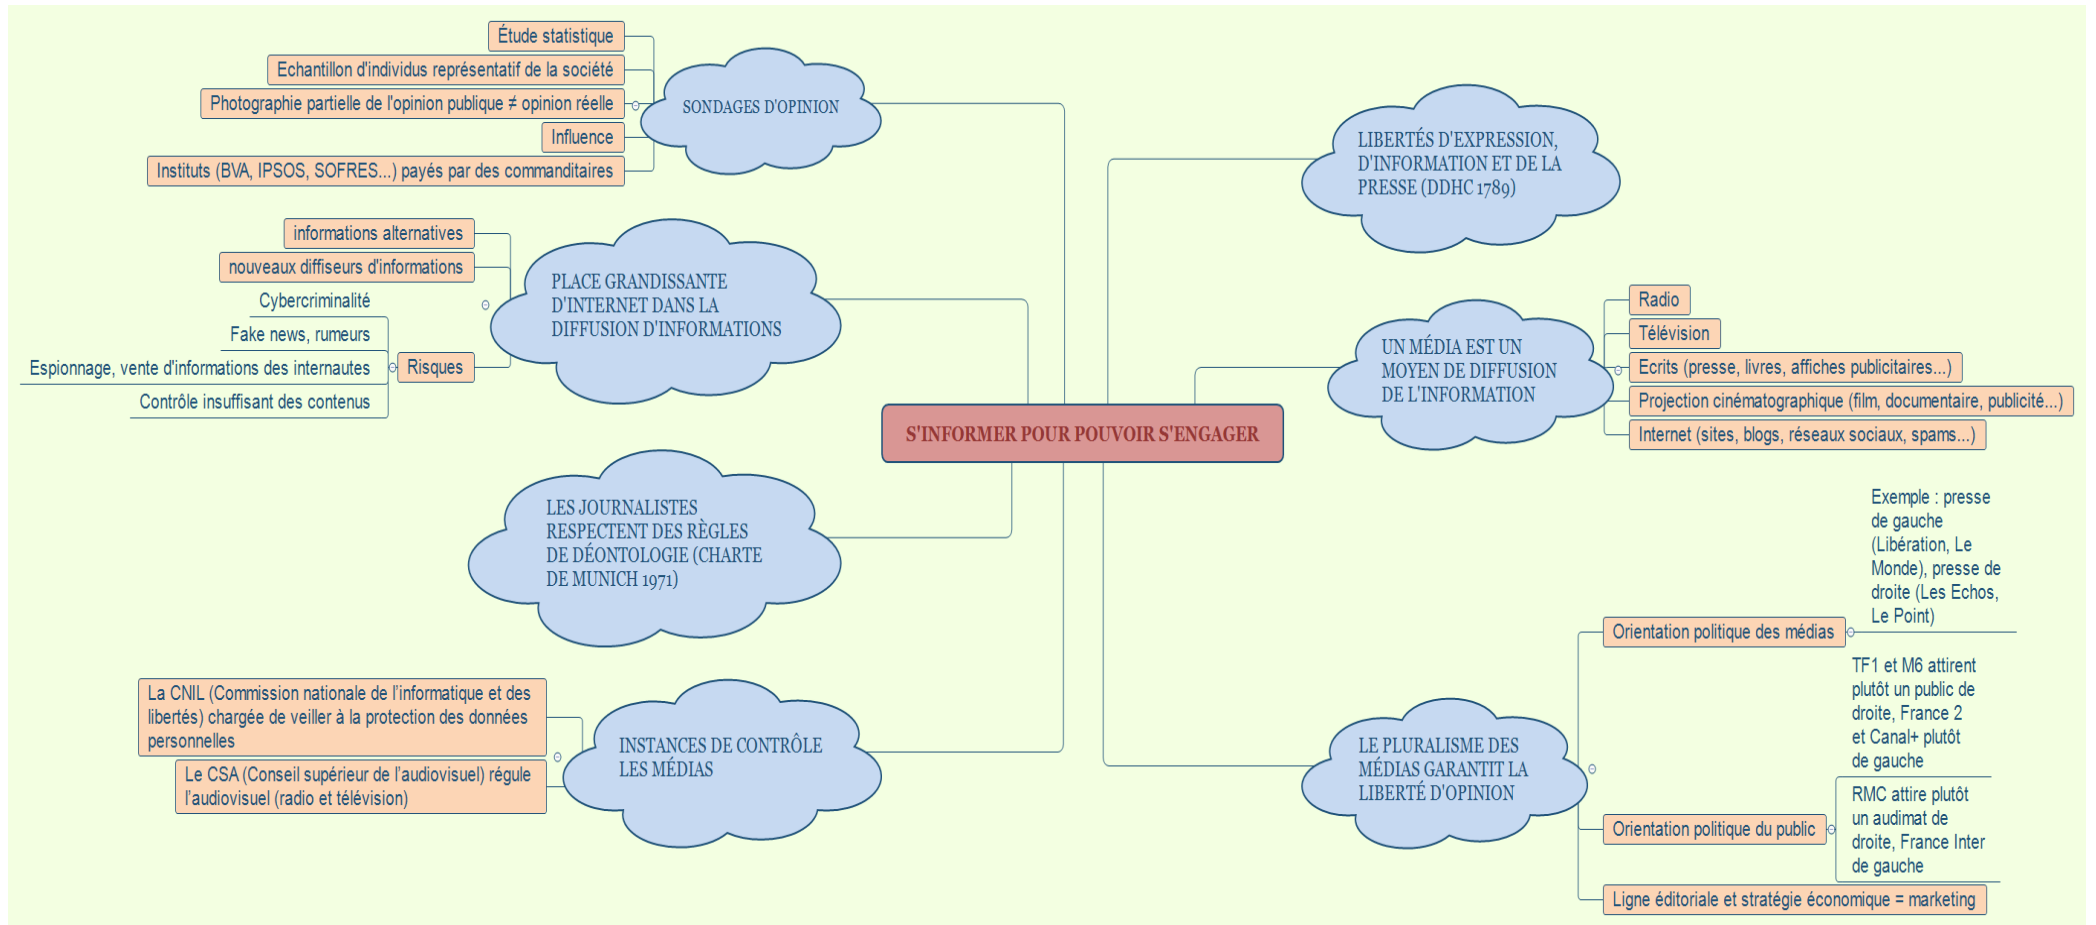 S'INFORMER POUR POUVOIR S'ENGAGER
LIBERTÉS D'EXPRESSION,
D'INFORMATION ET DE LA
PRESSE (DDHC 1789)
UN MÉDIA EST UN
MOYEN DE DIFFUSION
DE L'INFORMATION
Radio
Télévision
Ecrits (presse, livres, affiches publicitaires...)
Projection cinématographique (film, documentaire, publicité...)
Internet (sites, blogs, réseaux sociaux, spams...)
LE PLURALISME DES
MÉDIAS GARANTIT LA
LIBERTÉ D'OPINION
Orientation politique des médias
Exemple : presse
de gauche
(Libération, Le
Monde), presse de
droite (Les Echos,
Le Point)
Orientation politique du public
TF1 et M6 attirent
plutôt un public de
droite, France 2
et Canal+ plutôt
de gauche
RMC attire plutôt
un audimat de
droite, France Inter
de gauche
Ligne éditoriale et stratégie économique = marketing
SONDAGES D'OPINION
Étude statistique
Echantillon d'individus représentatif de la société
Photographie partielle de l'opinion publique ≠ opinion réelle
Influence
Instituts (BVA, IPSOS, SOFRES...) payés par des commanditaires
PLACE GRANDISSANTE
D'INTERNET DANS LA
DIFFUSION D'INFORMATIONS
informations alternatives
nouveaux diffiseurs d'informations
Risques
Cybercriminalité
Fake news, rumeurs
Espionnage, vente d'informations des internautes
Contrôle insuffisant des contenus
LES JOURNALISTES
RESPECTENT DES RÈGLES
DE DÉONTOLOGIE (CHARTE
DE MUNICH 1971)
INSTANCES DE CONTRÔLE
LES MÉDIAS
La CNIL (Commission nationale de l’informatique et des
libertés) chargée de veiller à la protection des données
personnelles
Le CSA (Conseil supérieur de l’audiovisuel) régule
l’audiovisuel (radio et télévision)